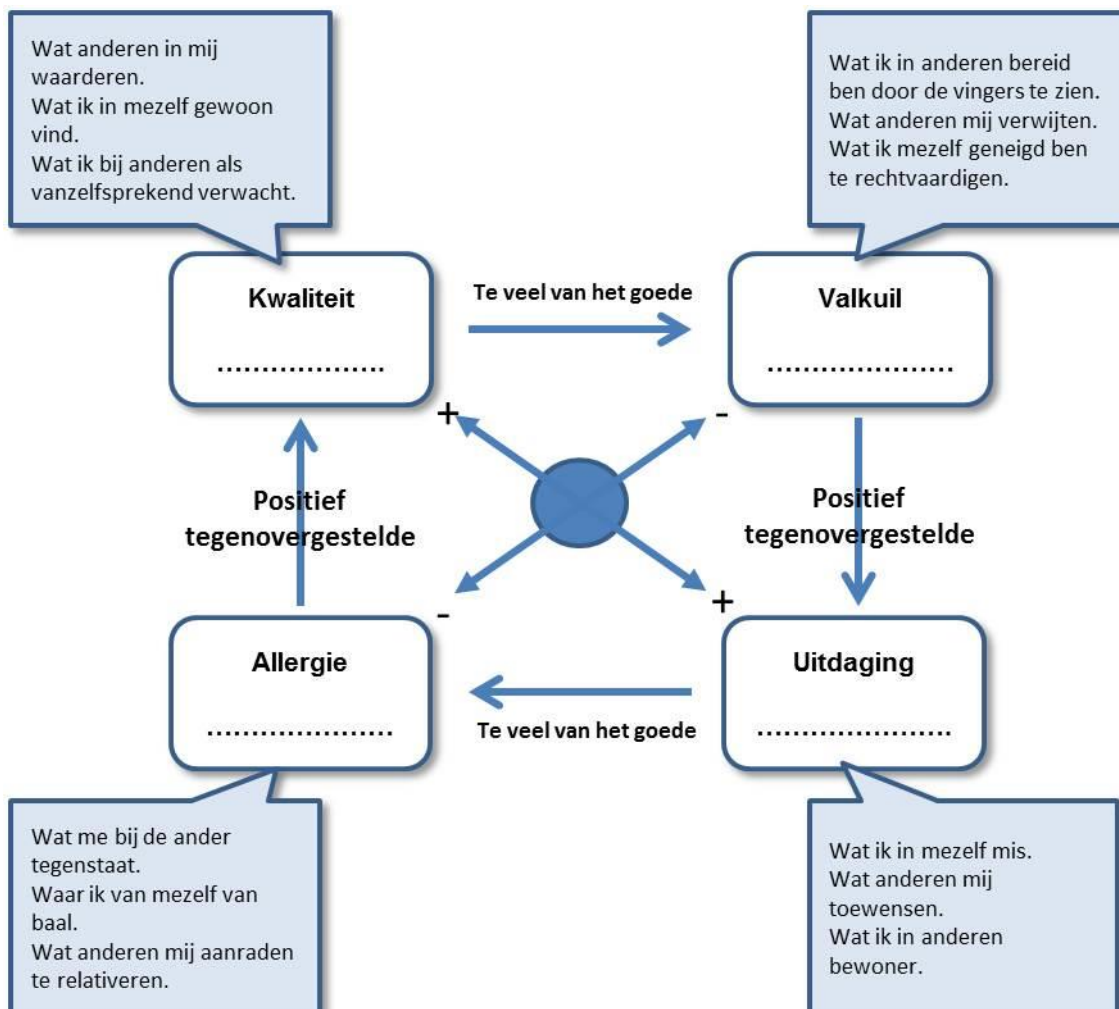 Wat anderen in mij
waarderen.
Wat ik in mezelf gewoon
vind.
Wat ik bij anderen als
vanzelfsprekend verwacht.
Wat ik in anderen bereid
ben door de vingers te zien.
Wat anderen mij verwijten.
Wat ik mezelf geneigd ben
te rechtvaardigen.
Kwaliteit
...................
Te veel van het goede
Valkuil
.....................
+
-
Positief
tegenovergestelde
Positief
tegenovergestelde
-
+
Allergie
.....................
Te veel van het goede
Uitdaging
......................
Wat me bij de ander
tegenstaat.
Waar ik van mezelf van
baal.
Wat anderen mij aanraden
te relativeren.
Wat ik in mezelf mis.
Wat anderen mij
toewensen.
Wat ik in anderen
bewoner.